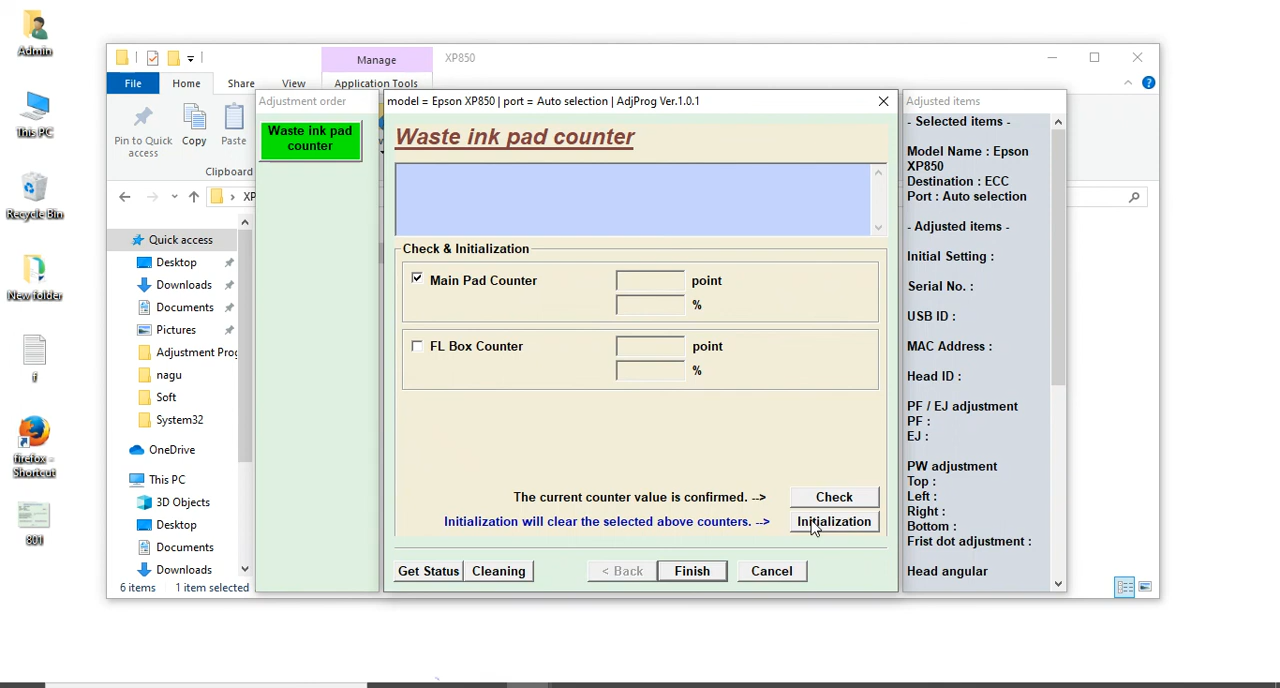 Admin
This PC
Recycle Bin
New folder
f
firefox -
Shortcut
801
Manage
XP850
File
Home
Share
View
Application Tools
Pin to Quick
access
Copy
Paste
Clipboard
XP
Quick access
Desktop
Downloads
Documents
Pictures
Adjustment Prog
nagu
Soft
System32
OneDrive
This PC
3D Objects
Desktop
Documents
Downloads
6 items
1 item selected
Adjustment order
Waste ink pad
counter
model = Epson XP850 | port = Auto selection | AdjProg Ver.1.0.1
Waste ink pad counter
Check & Initialization
Main Pad Counter
point
%
FL Box Counter
point
%
The current counter value is confirmed. -->
Check
Initialization will clear the selected above counters. -->
Initialization
Get Status
Cleaning
< Back
Finish
Cancel
Adjusted items
- Selected items -
Model Name : Epson
XP850
Destination : ECC
Port : Auto selection
- Adjusted items -
Initial Setting :
Serial No. :
USB ID :
MAC Address :
Head ID :
PF / EJ adjustment
PF :
EJ :
PW adjustment
Top :
Left :
Right :
Bottom :
Frist dot adjustment :
Head angular